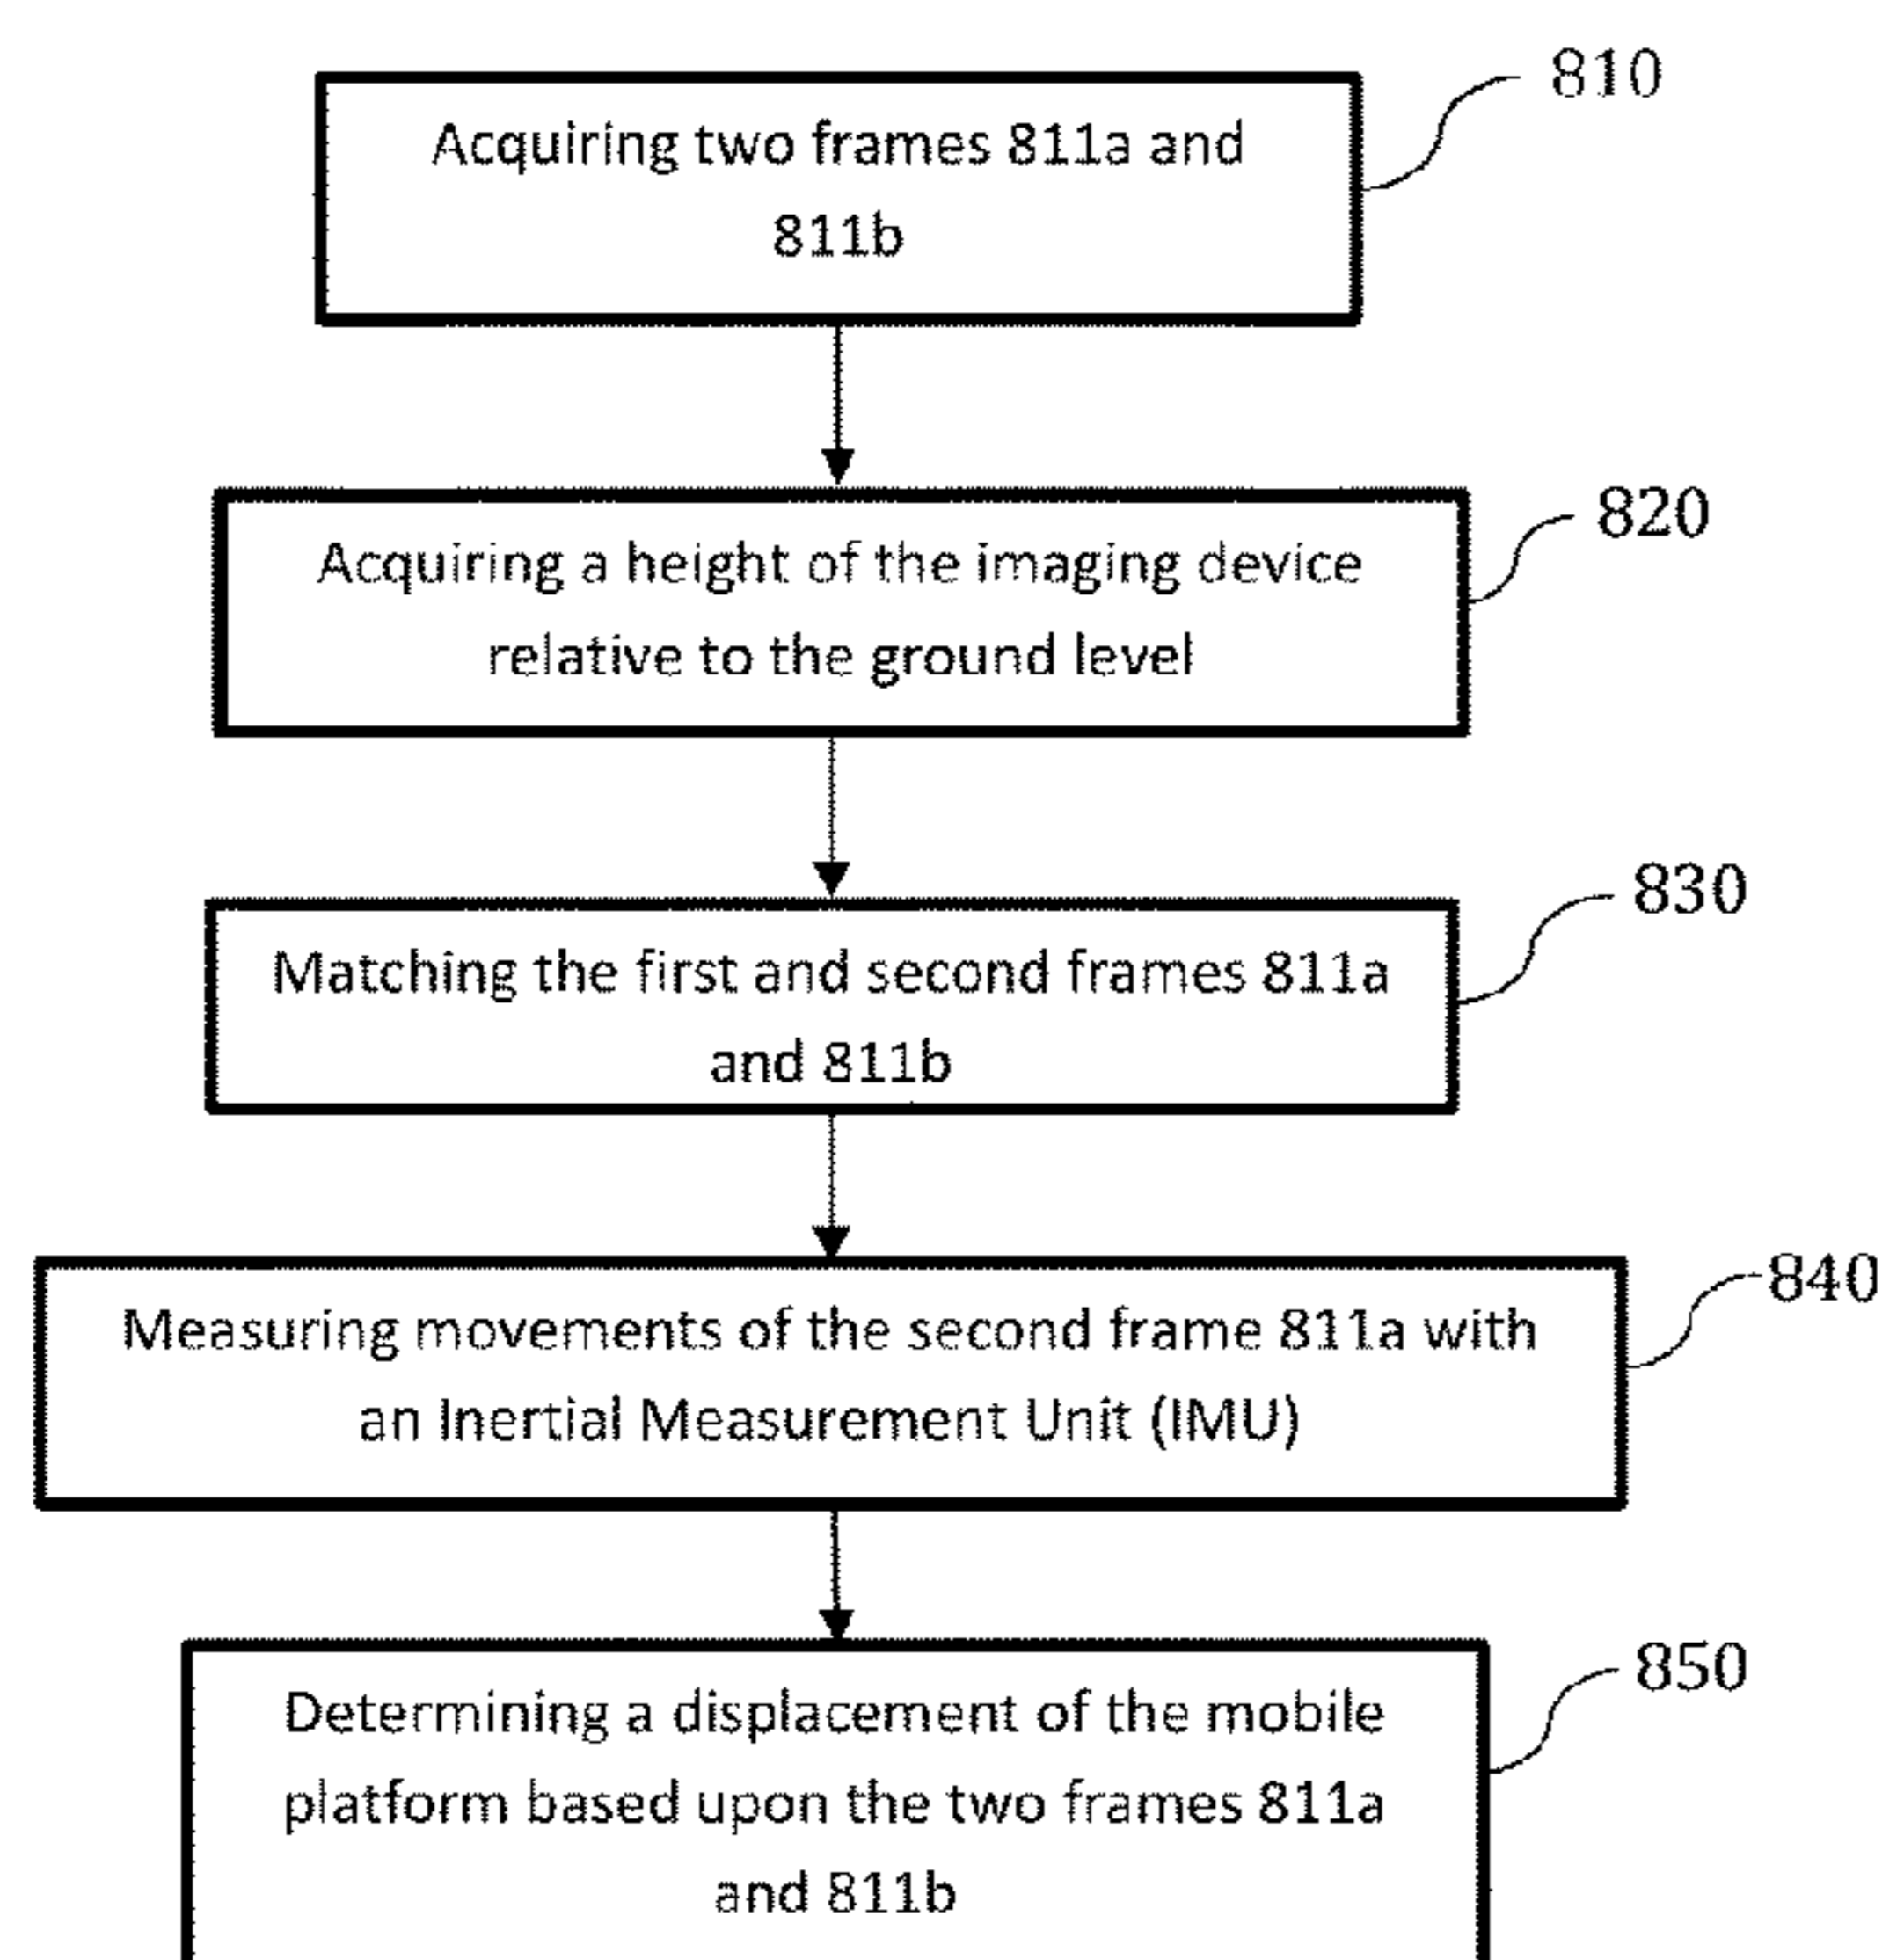 810
Acquiring two frames 811a and
811b
820
Acquiring a height of the imaging device
relative to the ground level
830
Matching the first and second frames 811a
and 811b
840
Measuring movements of the second frame 811a with
an Inertial Measurement Unit (IMU)
850
Determining a displacement of the mobile
platform based upon the two frames 811a
and 811b